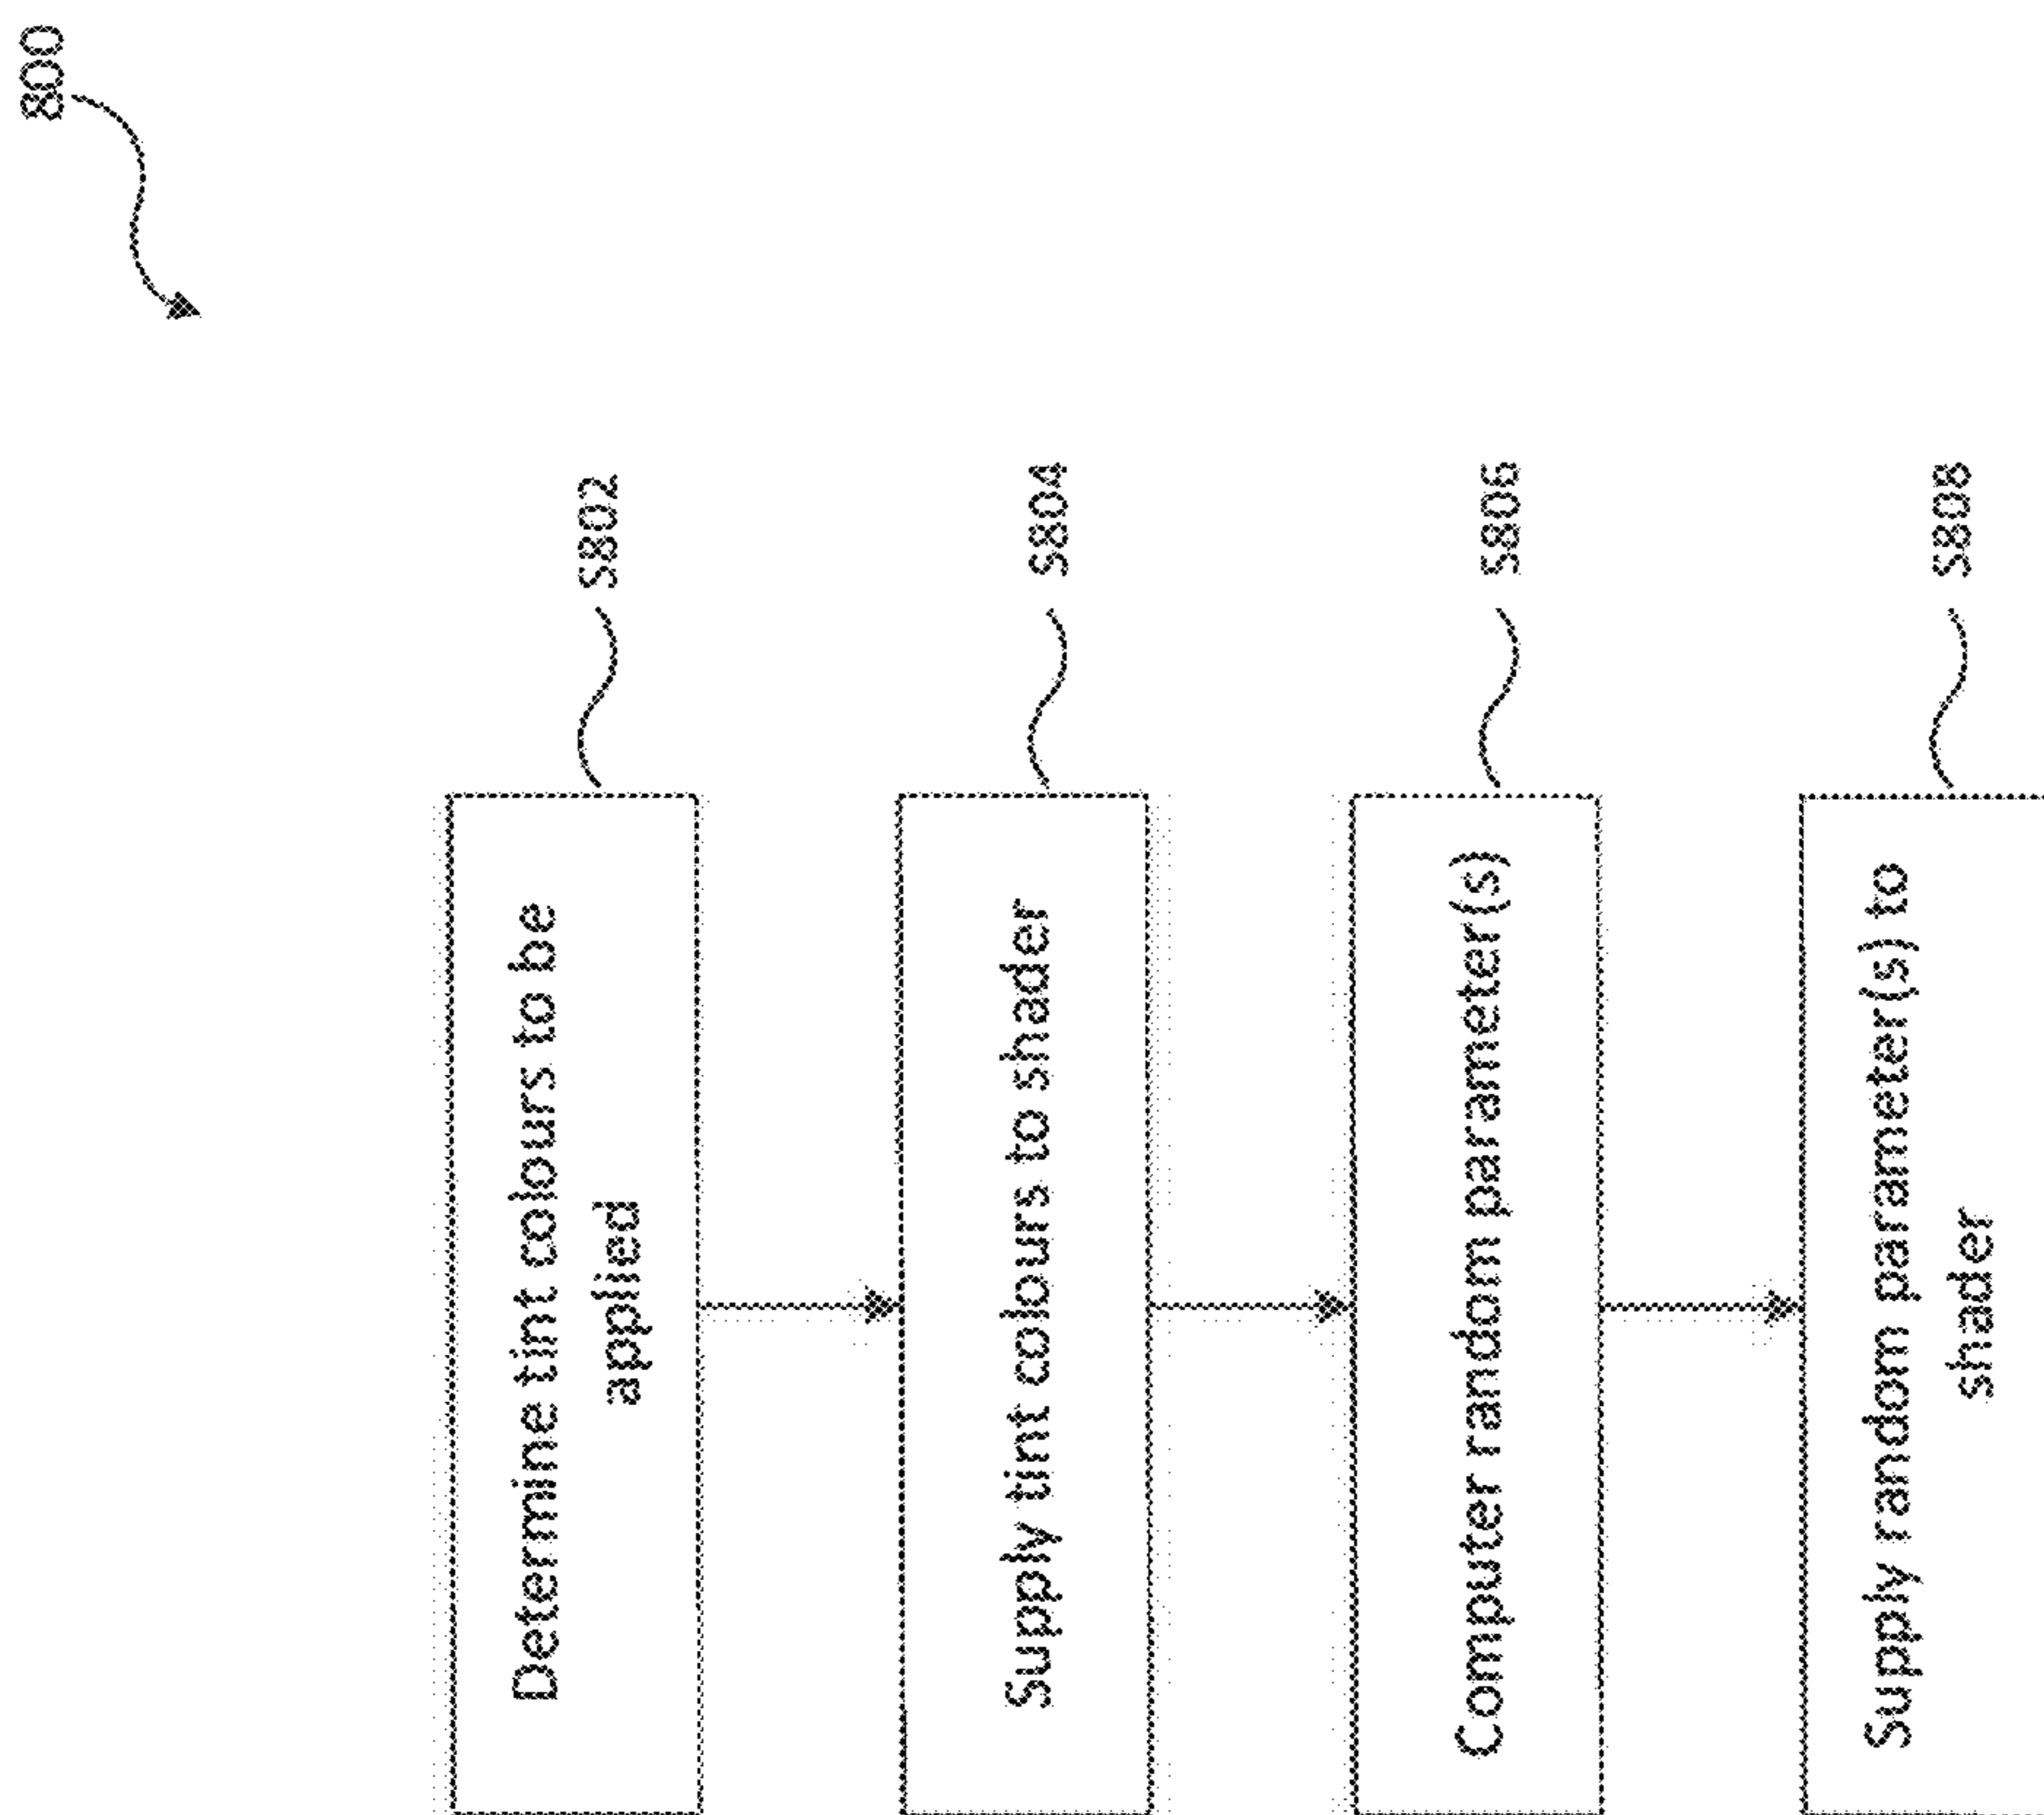 800
Determine tint colours to be
applied
S802
Supply tint colours to shader
S804
Computer random parameter(s)
S806
Supply random parameter(s) to
shader
S808